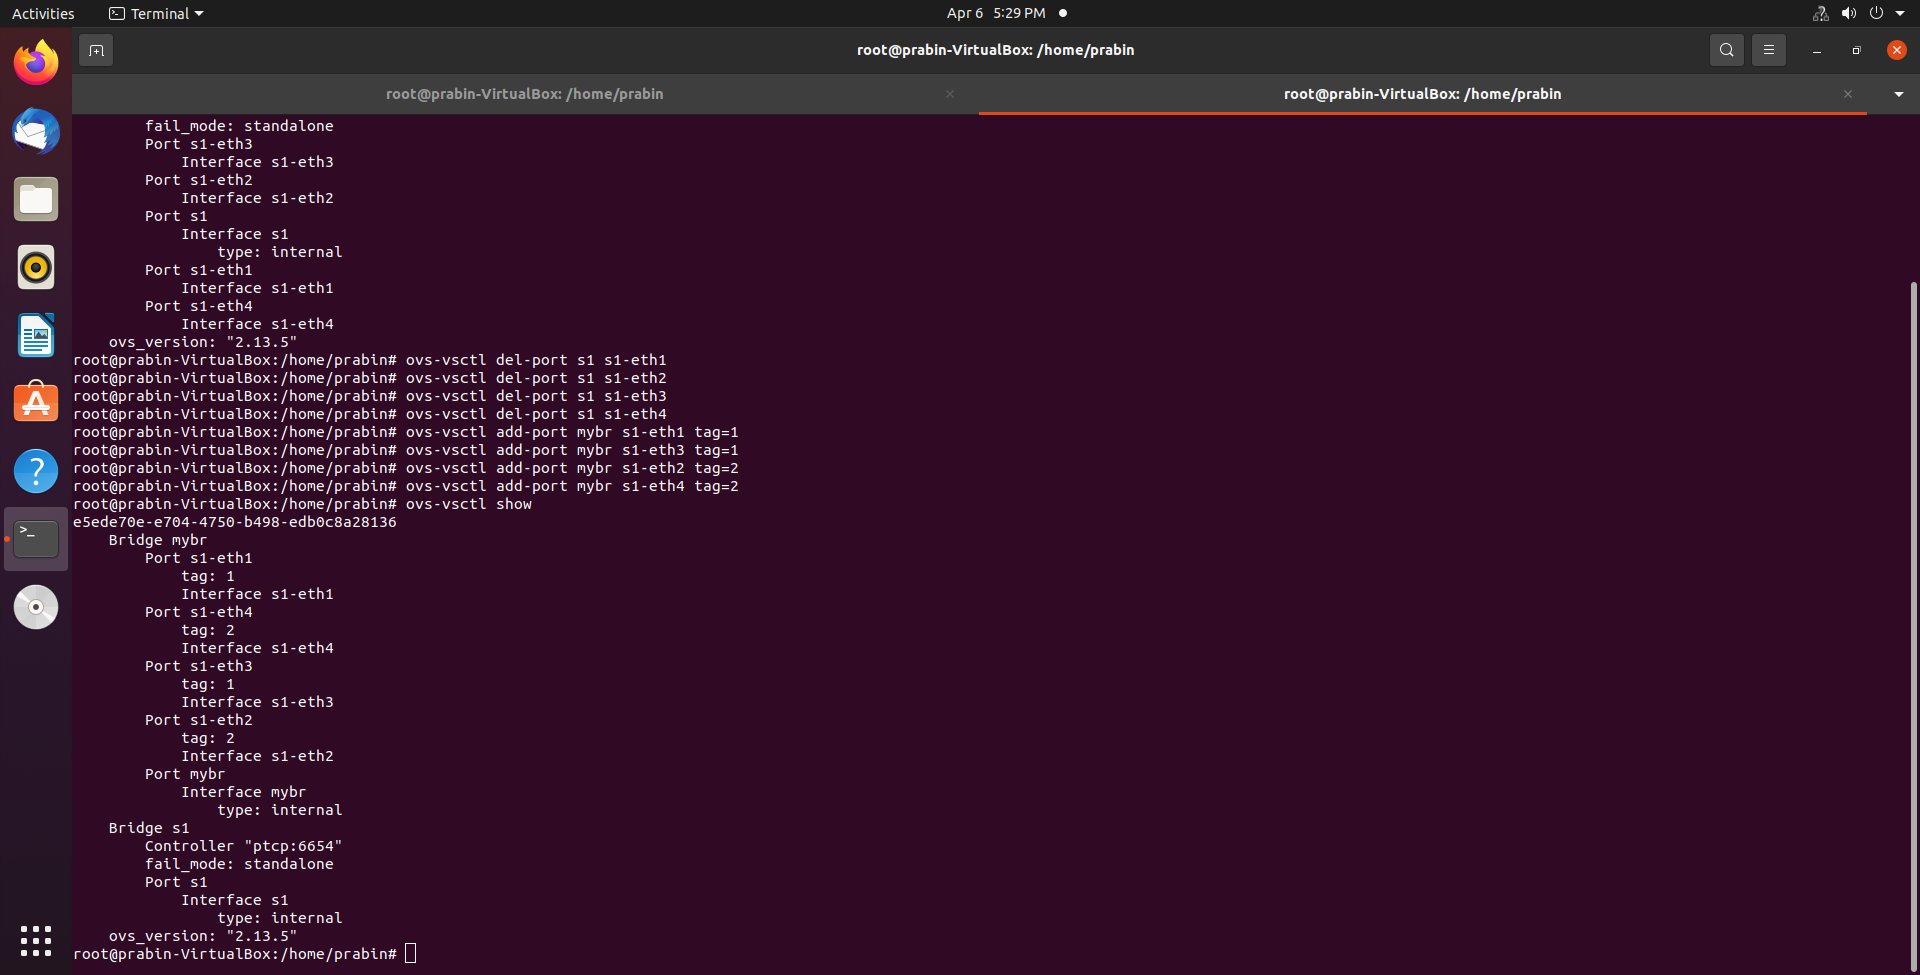 Activities
Terminal
Apr 6 5:29 PM
root@prabin-VirtualBox: /home/prabin
root@prabin-VirtualBox: /home/prabin
root@prabin-VirtualBox: /home/prabin
fail_mode: standalone
Port s1-eth3
Interface s1-eth3
Port s1-eth2
Interface s1-eth2
Port s1
Interface s1
type: internal
Port s1-eth1
Interface s1-eth1
Port s1-eth4
Interface s1-eth4
ovs_version: "2.13.5"
root@prabin-VirtualBox:/home/prabin# ovs-vsctl del-port s1 s1-eth1
root@prabin-VirtualBox:/home/prabin# ovs-vsctl del-port s1 s1-eth2
root@prabin-VirtualBox:/home/prabin# ovs-vsctl del-port s1 s1-eth3
root@prabin-VirtualBox:/home/prabin# ovs-vsctl del-port s1 s1-eth4
root@prabin-VirtualBox:/home/prabin# ovs-vsctl add-port mybr s1-eth1 tag=1
root@prabin-VirtualBox:/home/prabin# ovs-vsctl add-port mybr s1-eth3 tag=1
root@prabin-VirtualBox:/home/prabin# ovs-vsctl add-port mybr s1-eth2 tag=2
root@prabin-VirtualBox:/home/prabin# ovs-vsctl add-port mybr s1-eth4 tag=2
root@prabin-VirtualBox:/home/prabin# ovs-vsctl show
e5ede70e-e704-4750-b498-edb0c8a28136
Bridge mybr
Port s1-eth1
tag: 1
Interface s1-eth1
Port s1-eth4
tag: 2
Interface s1-eth4
Port s1-eth3
tag: 1
Interface s1-eth3
Port s1-eth2
tag: 2
Interface s1-eth2
Port mybr
Interface mybr
type: internal
Bridge s1
Controller "ptcp:6654"
fail_mode: standalone
Port s1
Interface s1
type: internal
ovs_version: "2.13.5"
root@prabin-VirtualBox:/home/prabin#